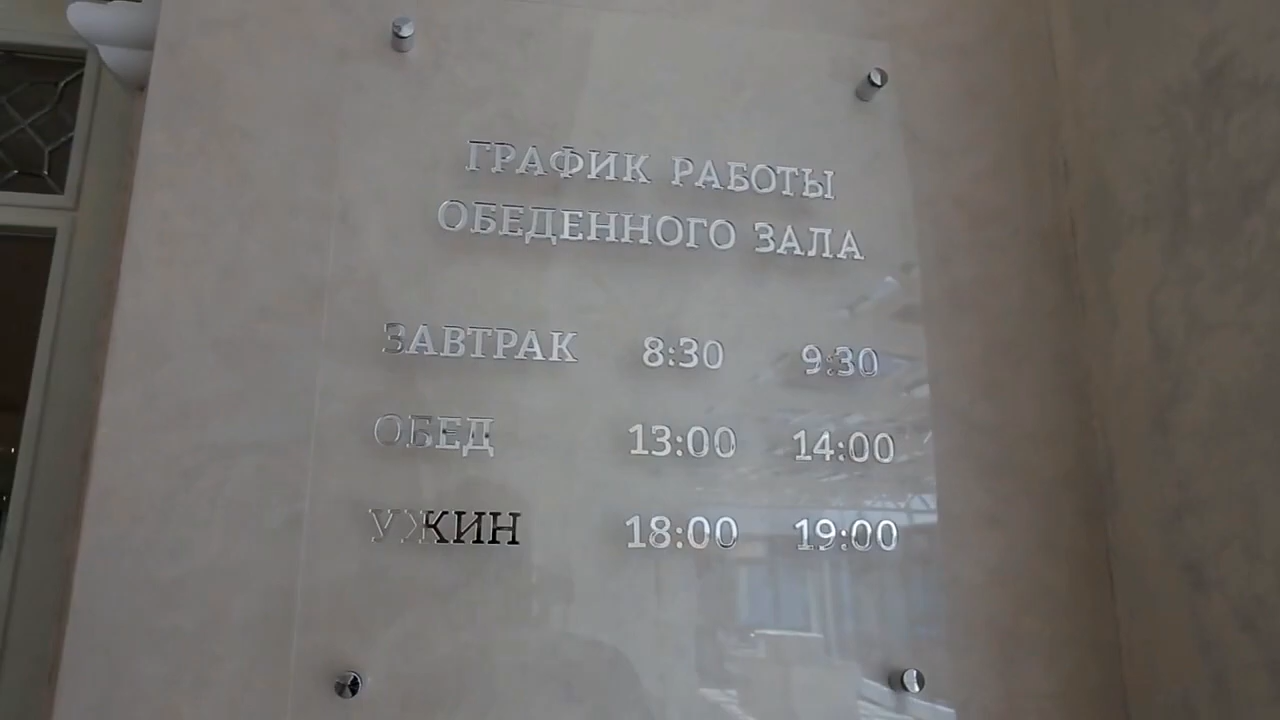 ГРАФИК РАБОТЫ
ОБЕДЕННОГО ЗАЛА
ЗАВТРАК 8:30 9:30
ОБЕД 13:00 14:00
УЖИН 18:00 19:00